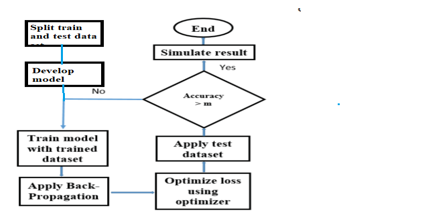 Split train
and test data
set
Develop
model
No
Train model
with trained
dataset
Apply Back-
Propagation
End
Simulate result
Yes
Accuracy
> m
Apply test
dataset
Optimize loss
using
optimizer